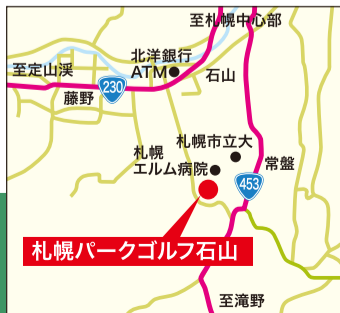 至札幌中心部
北洋銀行
ATM
石山
至定山渓
230
藤野
札幌市立大
札幌
エルム病院
常盤
453
札幌パークゴルフ石山
至滝野